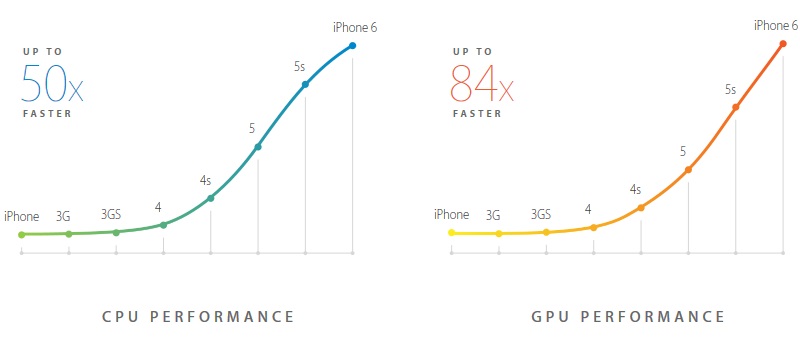 UP TO
50x
FASTER
iPhone
3G
3GS
4
4s
5
5s
iPhone 6
CPU PERFORMANCE
UP TO
84x
FASTER
iPhone
3G
3GS
4
4s
5
5s
iPhone 6
GPU PERFORMANCE